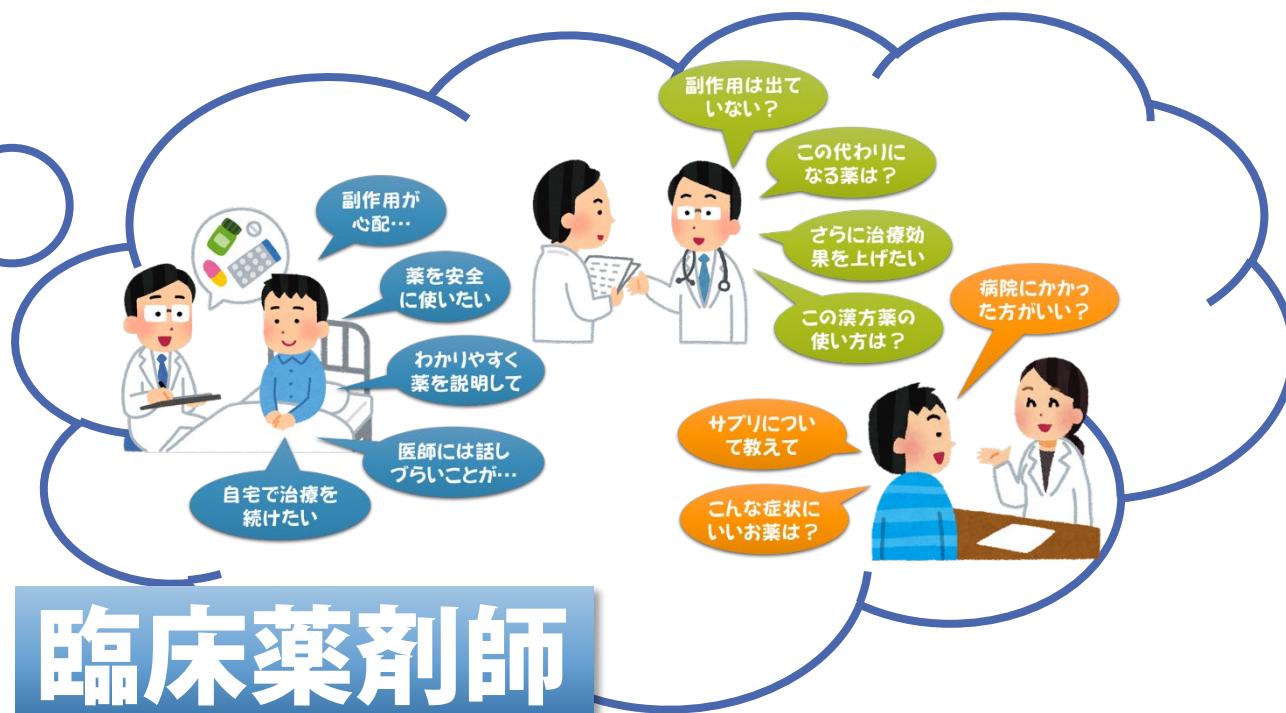 副作用が
心配…
薬を安全
に使いたい
わかりやすく
薬を説明して
医師には話し
づらいことが…
自宅で治療を
続けたい
副作用は出て
いない？
この代わりに
なる薬は？
さらに治療効
果を上げたい
この漢方薬の
使い方は？
病院にかかっ
た方がいい？
サプリについ
て教えて
こんな症状に
いいお薬は？
臨床薬剤師